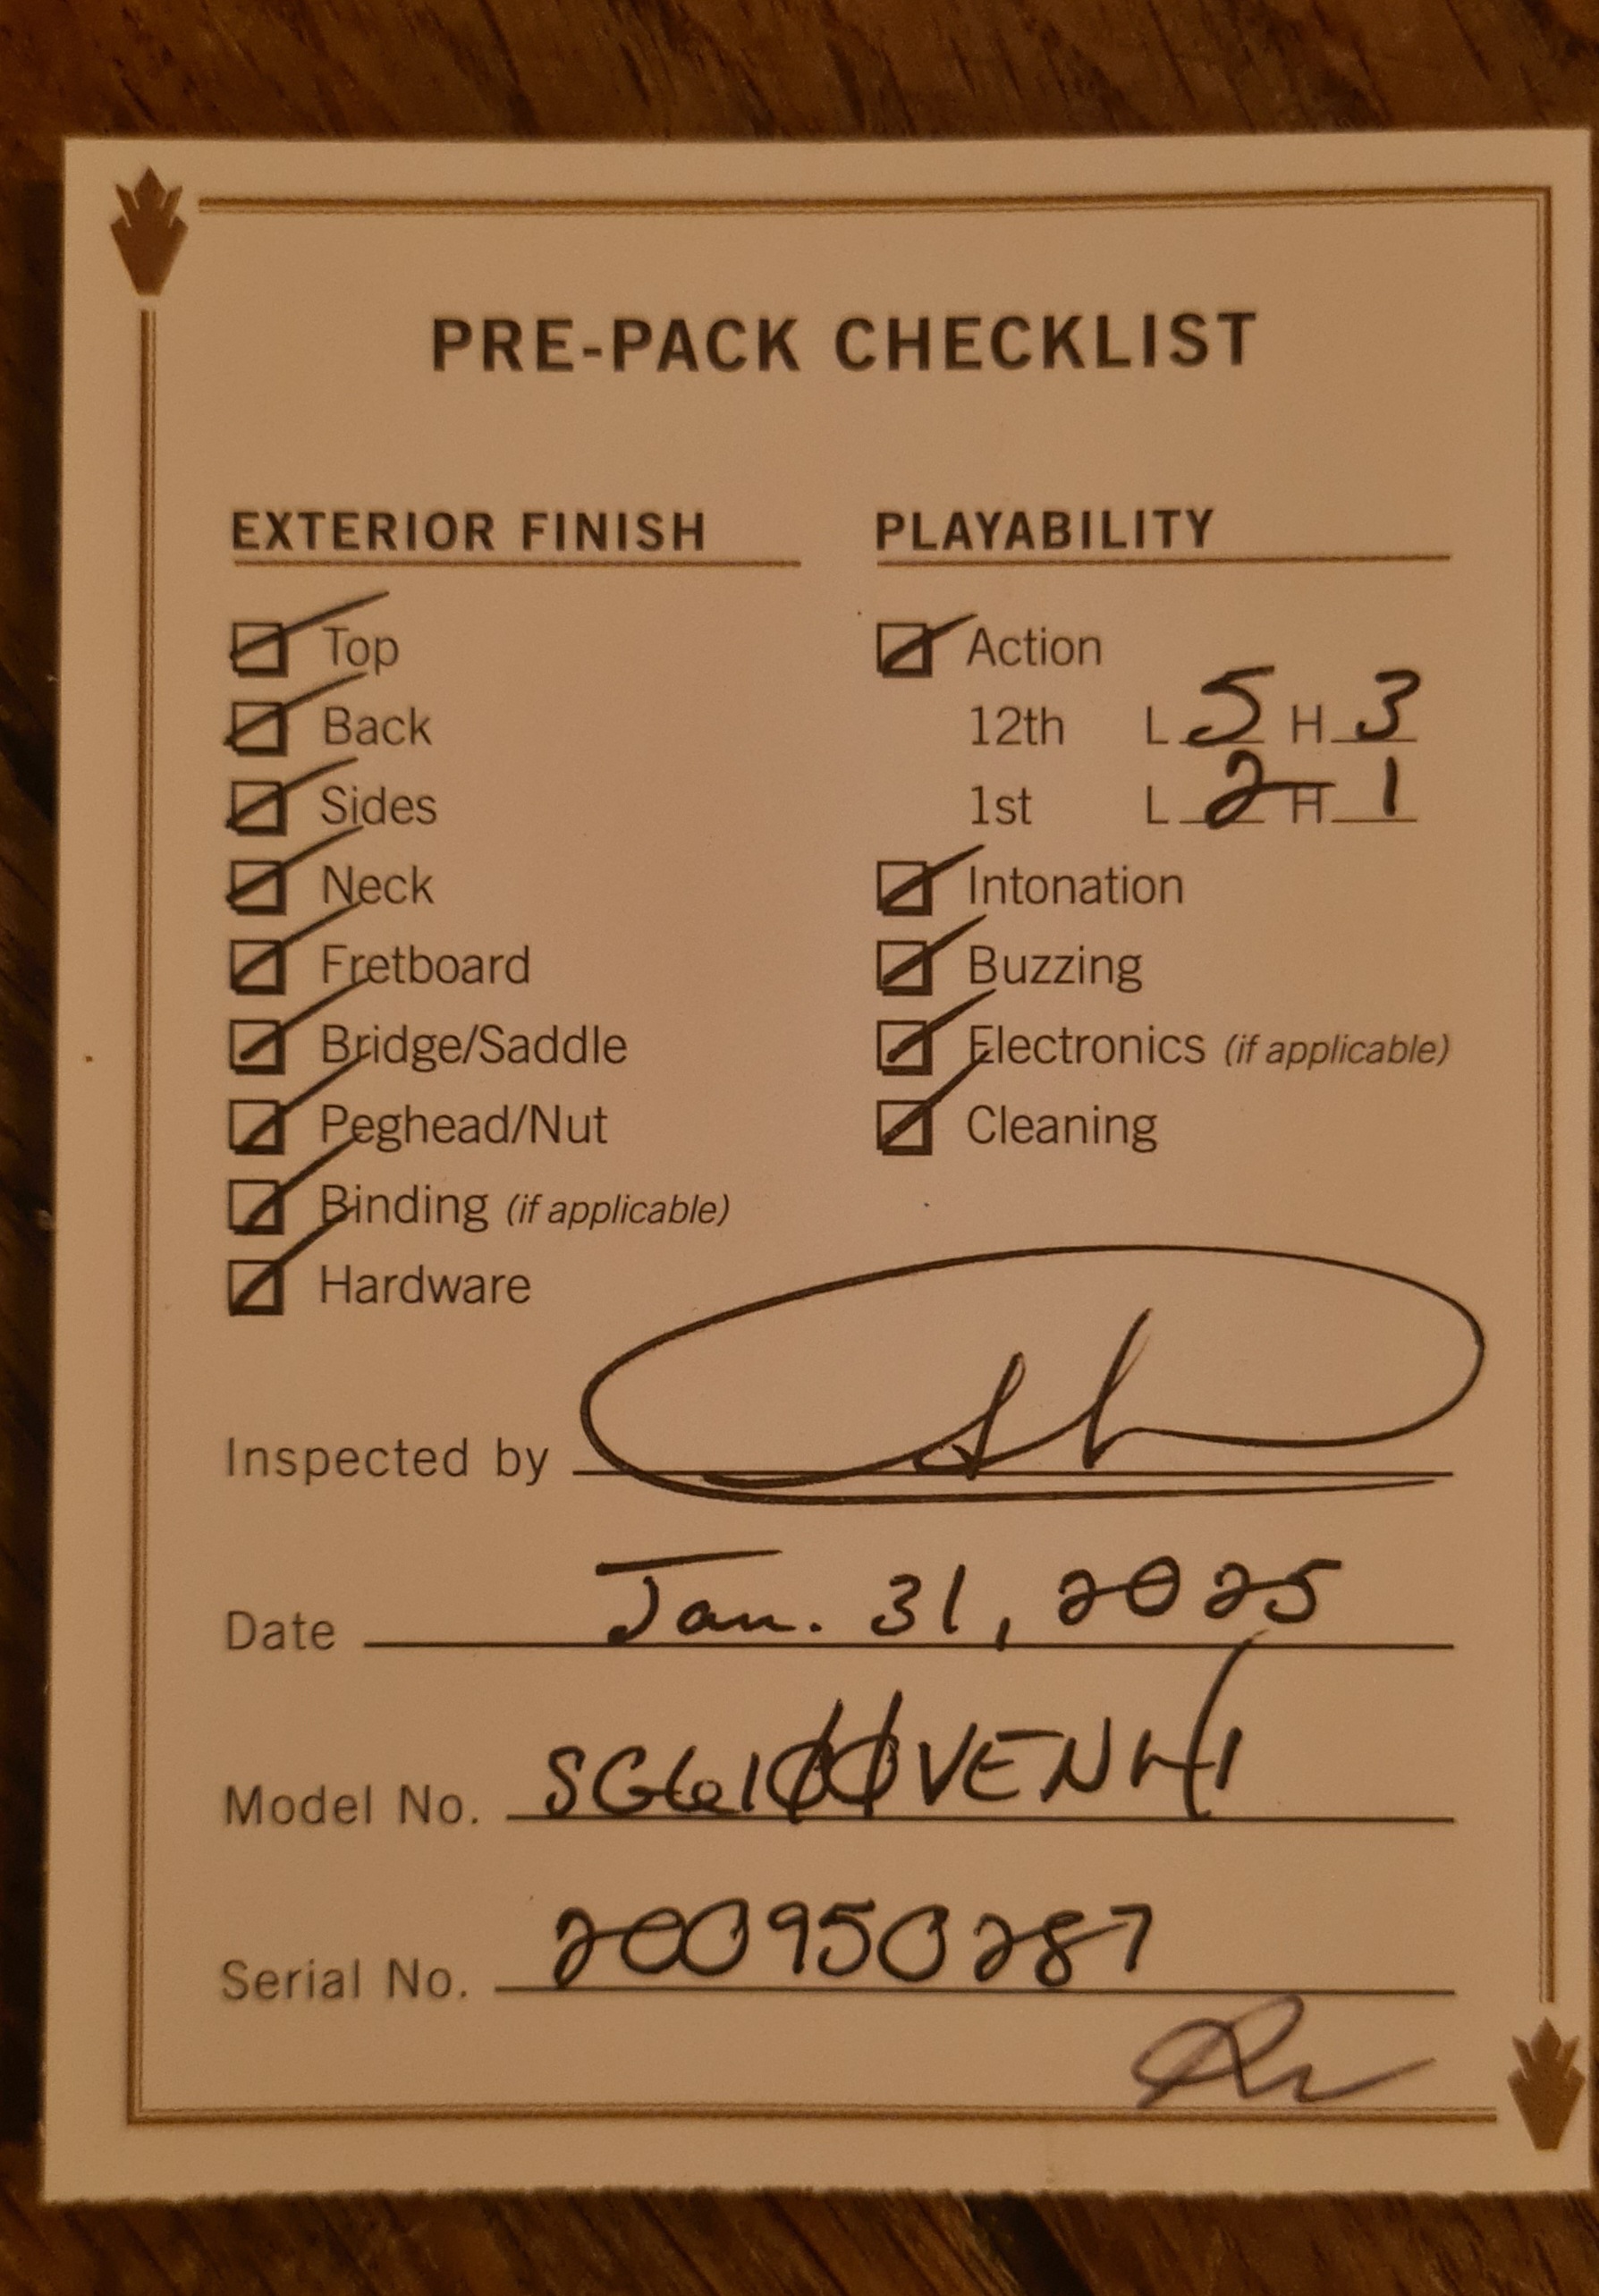 PRE-PACK CHECKLIST
EXTERIOR FINISH
Top
Back
Sides
Neck
Fretboard
Bridge/Saddle
Peghead/Nut
Binding (if applicable)
Hardware
PLAYABILITY
Action
12th L 5 H 3
1st L 2 H 1
Intonation
Buzzing
Electronics (if applicable)
Cleaning
Inspected by
Date Jan. 31, 2025
Model No.
Serial No. 200950287